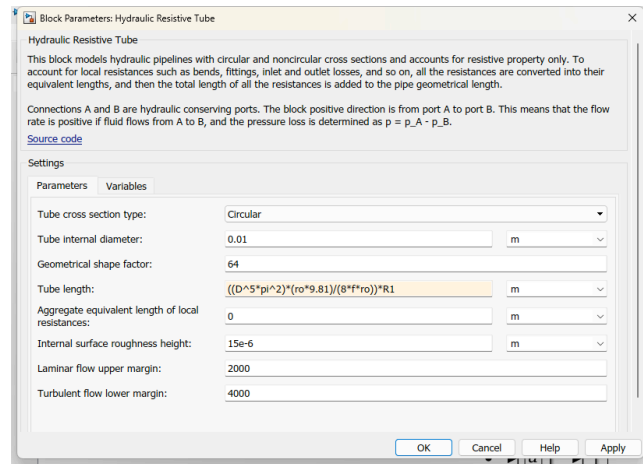 Block Parameters: Hydraulic Resistive Tube
Hydraulic Resistive Tube
This block models hydraulic pipelines with circular and noncircular cross sections and accounts for resistive property only. To
account for local resistances such as bends, fittings, inlet and outlet losses, and so on, all the resistances are converted into their
equivalent lengths, and then the total length of all the resistances is added to the pipe geometrical length.
Connections A and B are hydraulic conserving ports. The block positive direction is from port A to port B. This means that the flow
rate is positive if fluid flows from A to B, and the pressure loss is determined as p = p_A - p_B.
Source code
Settings
Parameters Variables
Tube cross section type: Circular
Tube internal diameter: 0.01 m
Geometrical shape factor: 64
Tube length: ((D^5*pi^2)*(ro*9.81)/(8*f*ro))*R1 m
Aggregate equivalent length of local
resistances: 0 m
Internal surface roughness height: 15e-6 m
Laminar flow upper margin: 2000
Turbulent flow lower margin: 4000
OK Cancel Help Apply